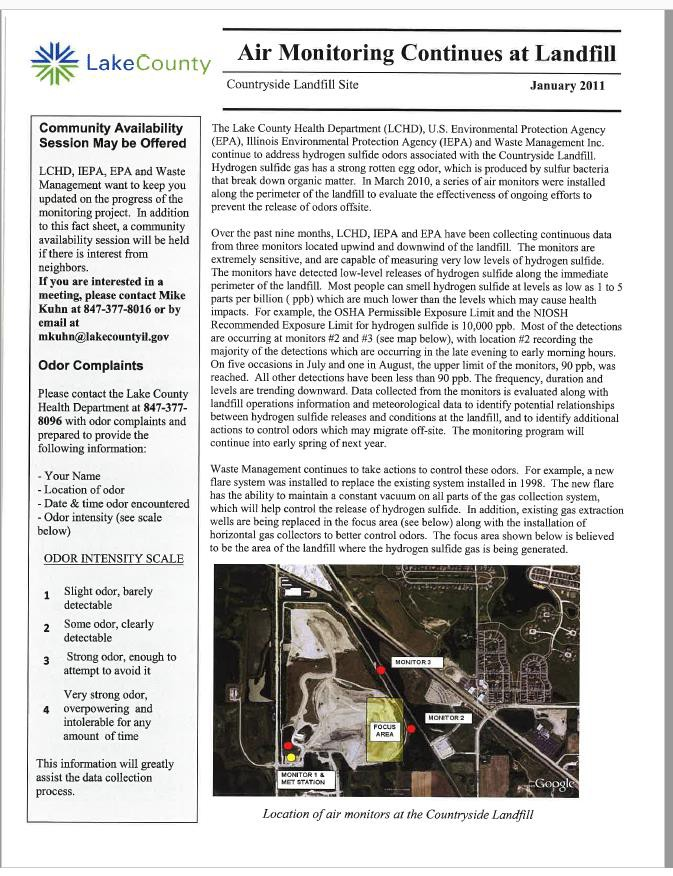 LakeCounty
Air Monitoring Continues at Landfill
Countryside Landfill Site January 2011
Community Availability
Session May be Offered
LCHD, IEPA, EPA and Waste
Management want to keep you
updated on the progress of the
monitoring project. In addition
to this fact sheet, a community
availability session will be held
if there is interest from
neighbors.
If you are interested in a
meeting, please contact Mike
Kuhn at 847-377-8016 or by
email at
mkuhn@lakecountyil.gov
Odor Complaints
Please contact the Lake County
Health Department at 847-377-
8096 with odor complaints and
prepared to provide the
following information:
- Your Name
- Location of odor
- Date & time odor encountered
- Odor intensity (see scale
below)
ODOR INTENSITY SCALE
1 Slight odor, barely
detectable
2 Some odor, clearly
detectable
3 Strong odor, enough to
attempt to avoid it
4 Very strong odor,
overpowering and
intolerable for any
amount of time
This information will greatly
assist the data collection
process.
The Lake County Health Department (LCHD), U.S. Environmental Protection Agency
(EPA), Illinois Environmental Protection Agency (IEPA) and Waste Management Inc.
continue to address hydrogen sulfide odors associated with the Countryside Landfill.
Hydrogen sulfide gas has a strong rotten egg odor, which is produced by sulfur bacteria
that break down organic matter. In March 2010, a series of air monitors were installed
along the perimeter of the landfill to evaluate the effectiveness of ongoing efforts to
prevent the release of odors offsite.
Over the past nine months, LCHD, IEPA and EPA have been collecting continuous data
from three monitors located upwind and downwind of the landfill. The monitors are
extremely sensitive, and are capable of measuring very low levels of hydrogen sulfide.
The monitors have detected low-level releases of hydrogen sulfide along the immediate
perimeter of the landfill. Most people can smell hydrogen sulfide at levels as low as 1 to 5
parts per billion ( ppb) which are much lower than the levels which may cause health
impacts. For example, the OSHA Permissible Exposure Limit and the NIOSH
Recommended Exposure Limit for hydrogen sulfide is 10,000 ppb. Most of the detections
are occurring at monitors #2 and #3 (see map below), with location #2 recording the
majority of the detections which are occurring in the late evening to early morning hours.
On five occasions in July and one in August, the upper limit of the monitors, 90 ppb, was
reached. All other detections have been less than 90 ppb. The frequency, duration and
levels are trending downward. Data collected from the monitors is evaluated along with
landfill operations information and meteorological data to identify potential relationships
between hydrogen sulfide releases and conditions at the landfill, and to identify additional
actions to control odors which may migrate off-site. The monitoring program will
continue into early spring of next year.
Waste Management continues to take actions to control these odors. For example, a new
flare system was installed to replace the existing system installed in 1998. The new flare
has the ability to maintain a constant vacuum on all parts of the gas collection system,
which will help control the release of hydrogen sulfide. In addition, existing gas extraction
wells are being replaced in the focus area (see below) along with the installation of
horizontal gas collectors to better control odors. The focus area shown below is believed
to be the area of the landfill where the hydrogen sulfide gas is being generated.
MONITOR 3
MONITOR 2
FOCUS
AREA
MONITOR 1 &
MET STATION
Google
Location of air monitors at the Countryside Landfill